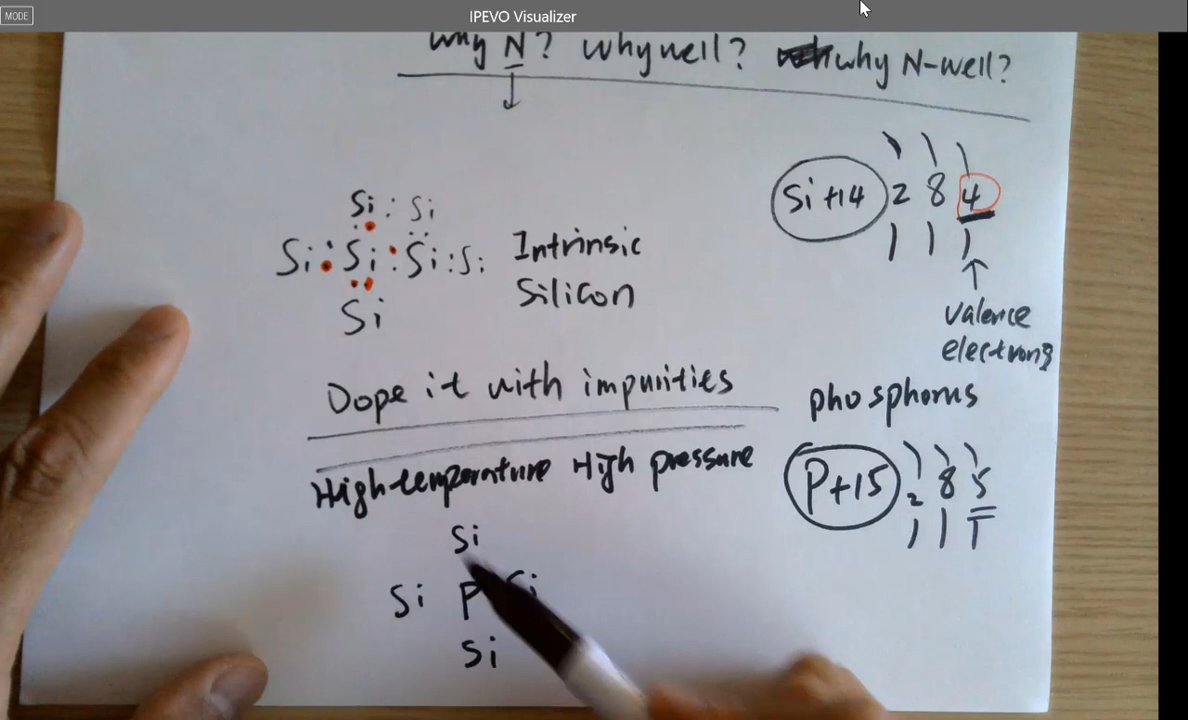 MODE
IPEVO Visualizer
why N? why well? why N-well?
Si : Si
Si : Si : Si : Si
Si
Intrinsic
Silicon
Si +14 2 8 4
valence
electrons
Dope it with impurities
High-temperature High pressure
phosphorus
P+15 2 8 5
Si
Si P Si
Si